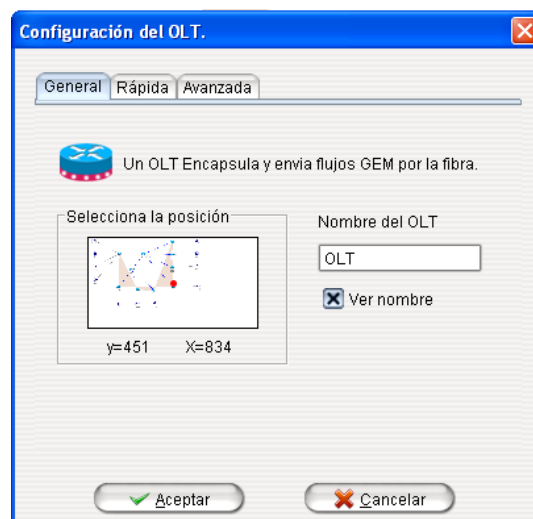 Configuración del OLT.
General Rápida Avanzada
Un OLT Encapsula y envia flujos GEM por la fibra.
Selecciona la posición
y=451 X=834
Nombre del OLT
OLT
Ver nombre
Aceptar Cancelar